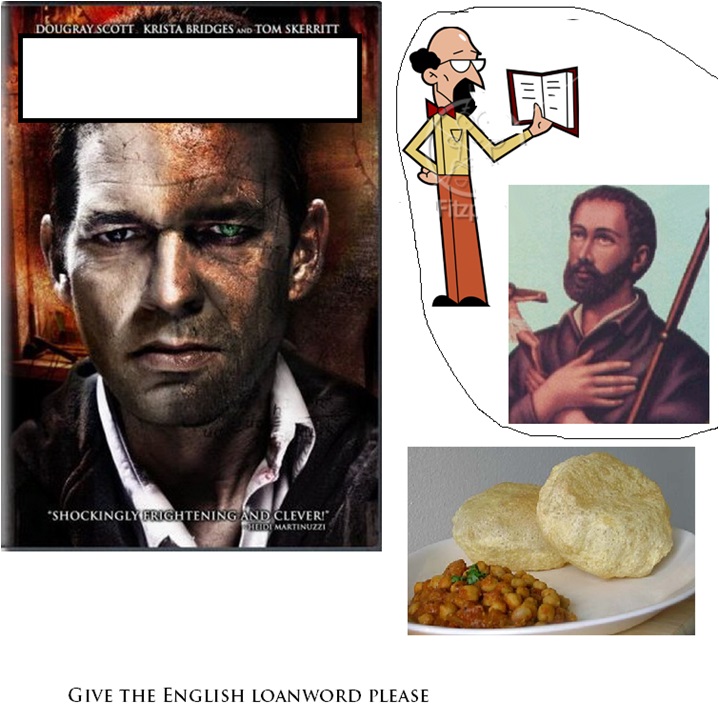 DOUGRAY SCOTT KRISTA BRIDGES AND TOM SKERRITT
"SHOCKINGLY FRIGHTENING AND CLEVER!"
HEIDI MARTINUZZI
GIVE THE ENGLISH LOANWORD PLEASE